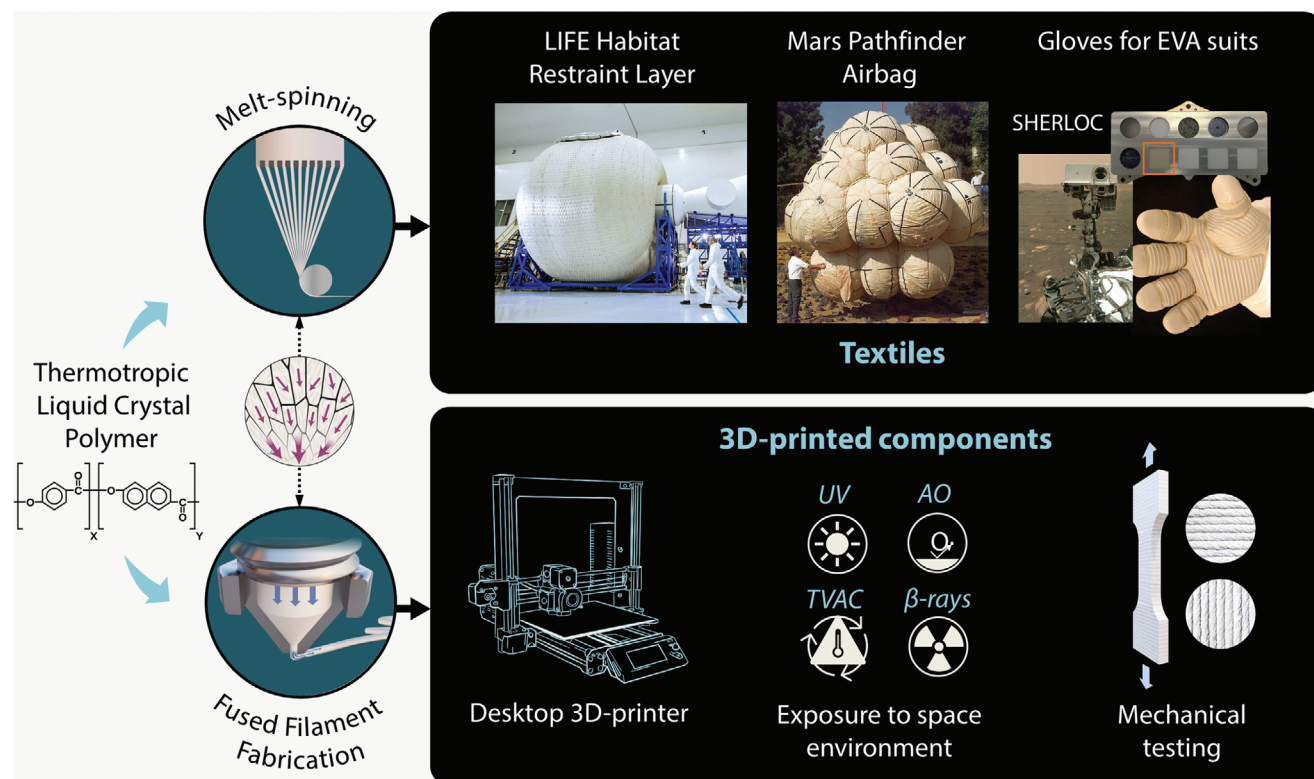 Melt-spinning
Thermotropic
Liquid Crystal
Polymer
O
C
O
X
O
C
O
Y
Fused Filament
Fabrication
LIFE Habitat
Restraint Layer
Mars Pathfinder
Airbag
Gloves for EVA suits
SHERLOC
Textiles
3D-printed components
Desktop 3D-printer
UV
AO
O
TVAC
β-rays
Exposure to space
environment
Mechanical
testing